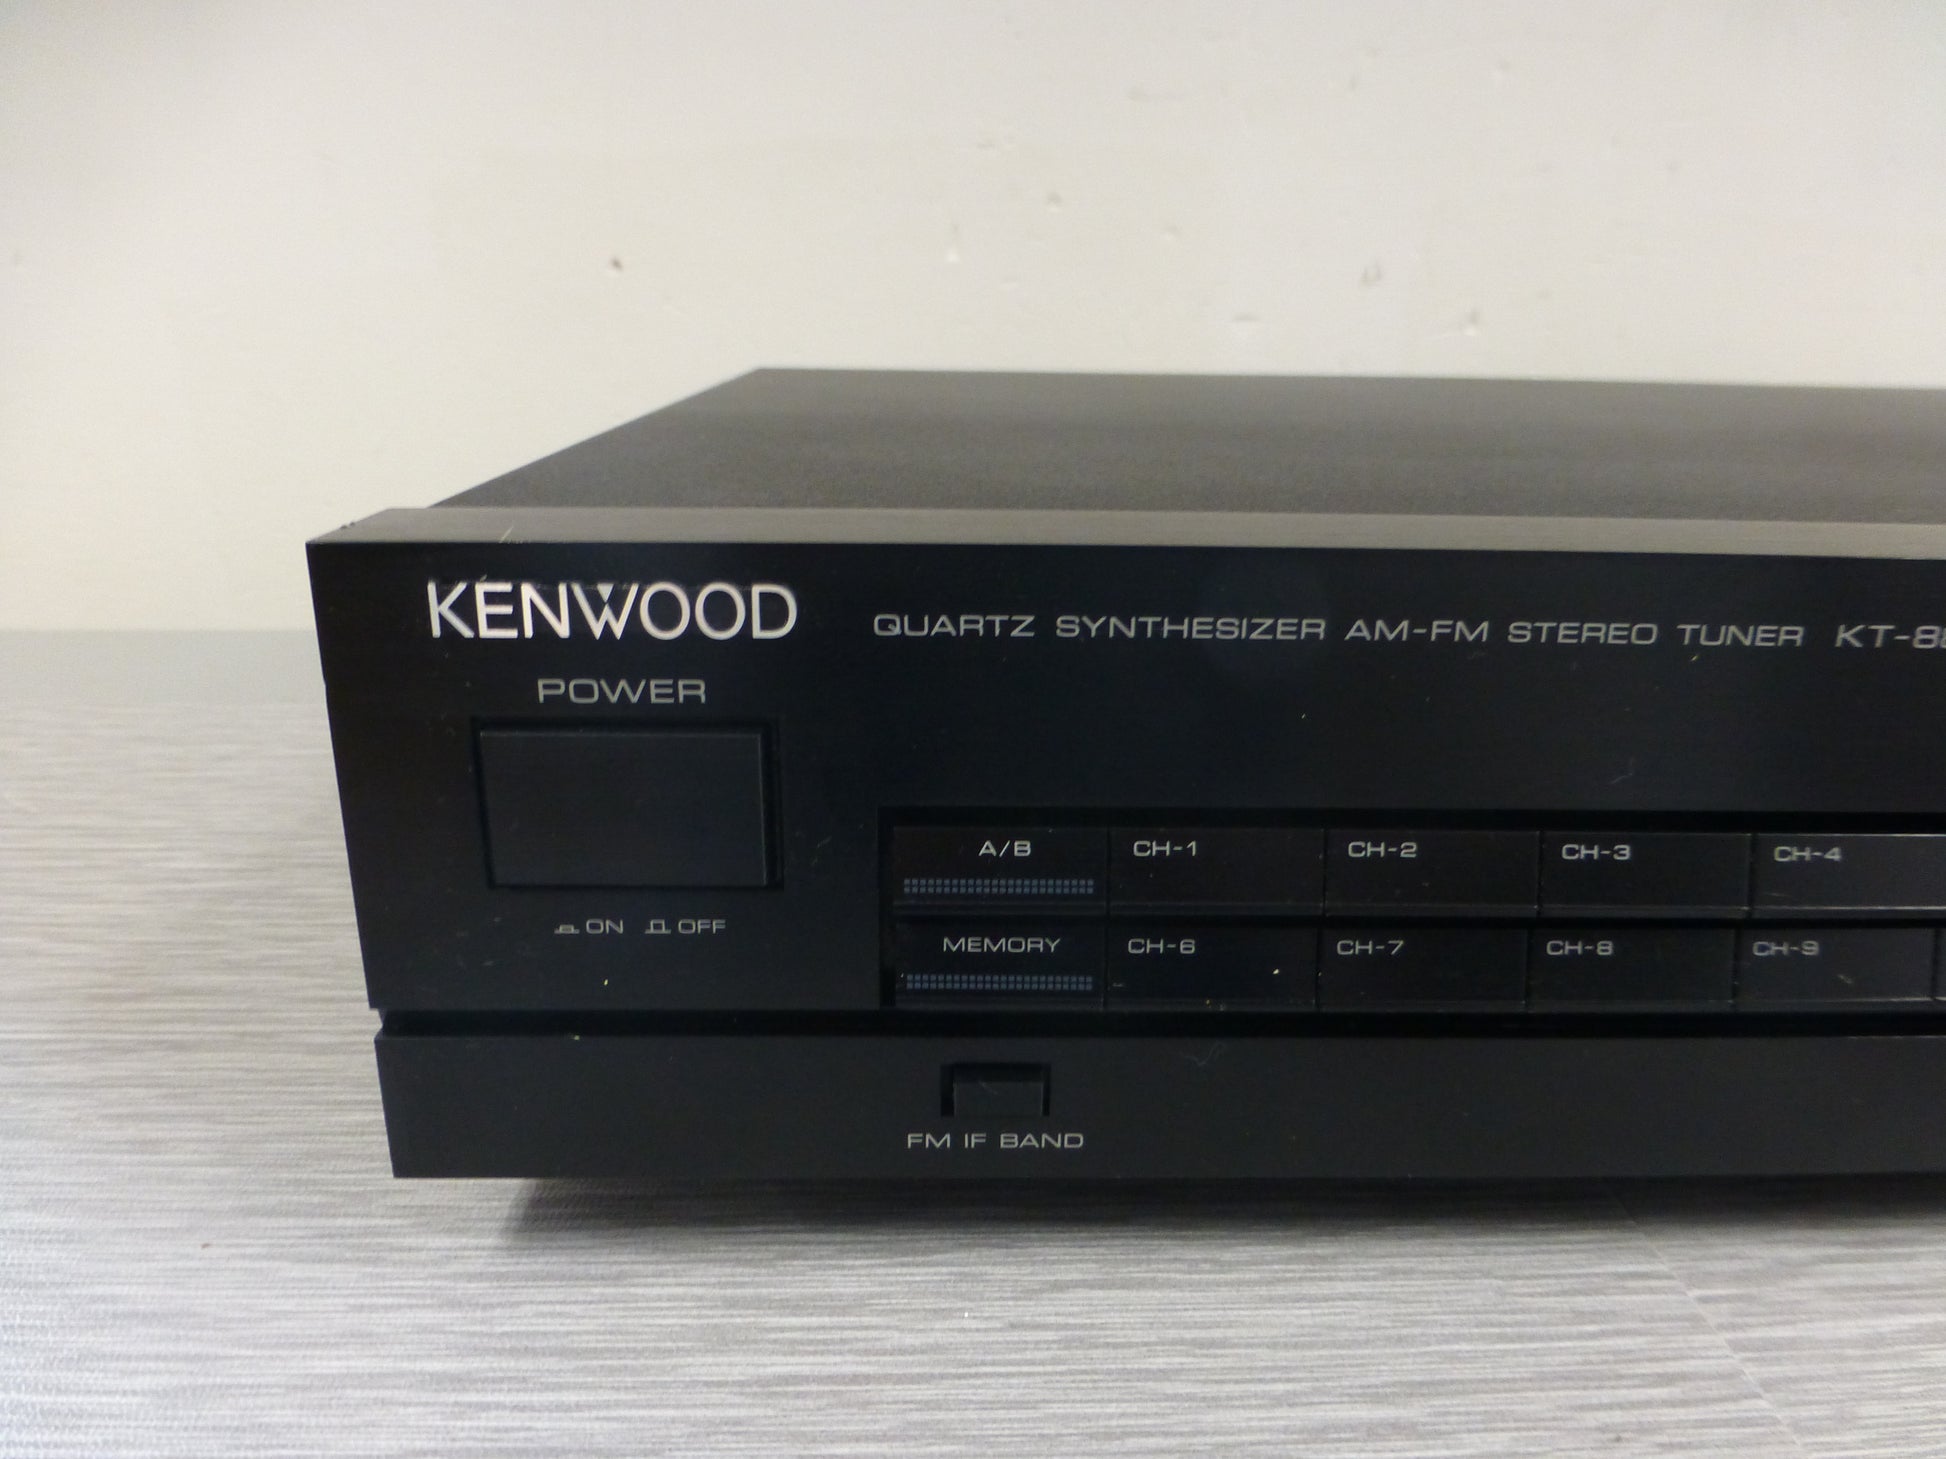 KENWOOD
QUARTZ SYNTHESIZER AM-FM STEREO TUNER
POWER
ON OFF
A/B CH-1 CH-2 CH-3 CH-4
MEMORY CH-6 CH-7 CH-8 CH-9
FM IF BAND